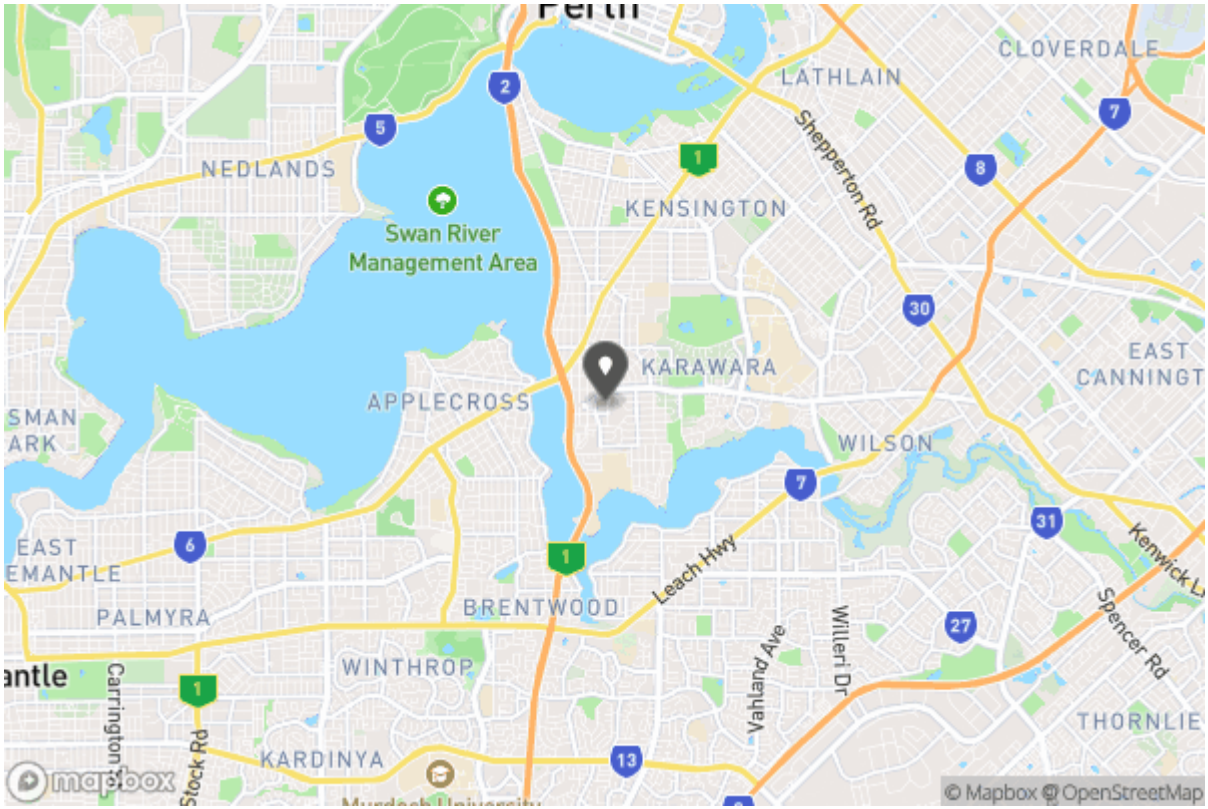 Perth
CLOVERDALE
LATHLAIN
2
7
5
Shepperton Rd
1
8
NEDLANDS
KENSINGTON
Swan River
Management Area
30
EAST
CANNINGT
KARAWARA
APPLECROSS
SMAN
ARK
WILSON
7
31
6
EAST
EMANTLE
1
Leach Hwy
Kenwick L
BRENTWOOD
PALMYRA
27
Spencer Rd
Willeri Dr
Vahland Ave
WINTHROP
antle
Carrington
1
THORNLIE
Stock Rd
KARDINYA
13
mapbox
Murdoch University
© Mapbox © OpenStreetMap